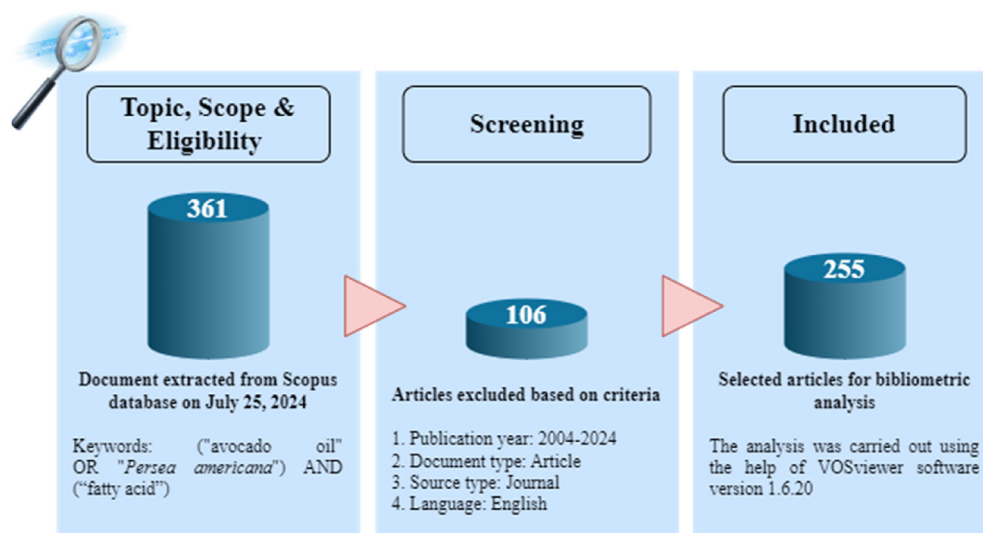 Topic, Scope &
Eligibility
361
Document extracted from Scopus
database on July 25, 2024
Keywords: ("avocado oil"
OR "Persea americana") AND
(“fatty acid”)
Screening
106
Articles excluded based on criteria
1. Publication year: 2004-2024
2. Document type: Article
3. Source type: Journal
4. Language: English
Included
255
Selected articles for bibliometric
analysis
The analysis was carried out using
the help of VOSviewer software
version 1.6.20